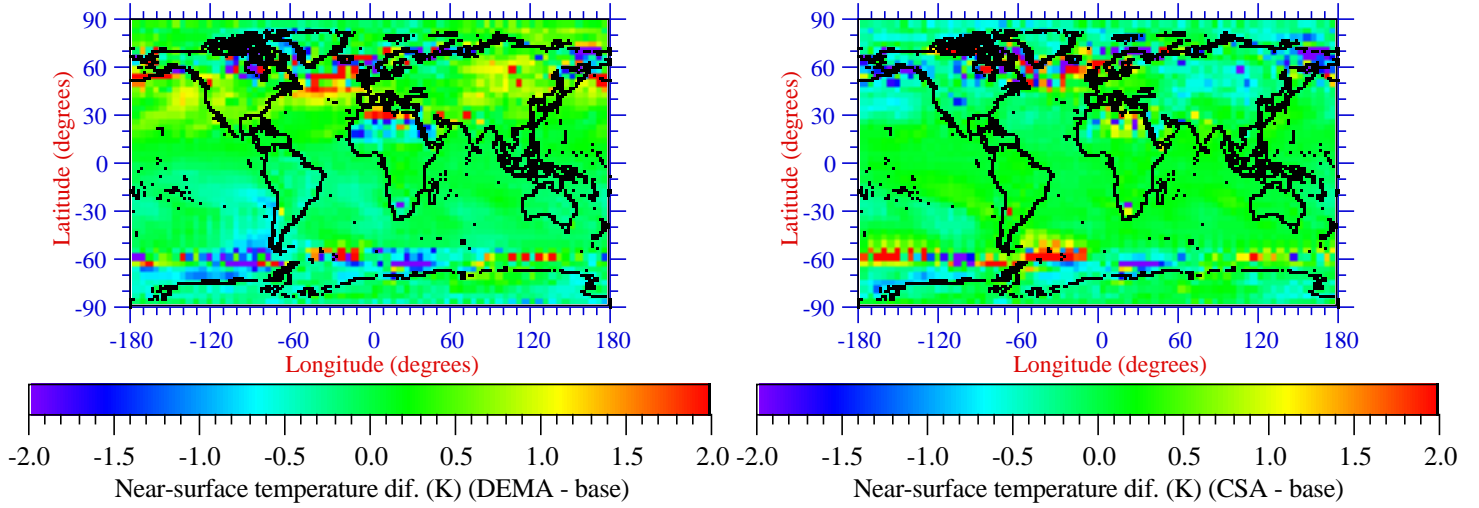 90
60
30
0
-30
-60
-90
Latitude (degrees)
-180 -120 -60 0 60 120 180
Longitude (degrees)
-2.0 -1.5 -1.0 -0.5 0.0 0.5 1.0 1.5 2.0
Near-surface temperature dif. (K) (DEMA - base)
90
60
30
0
-30
-60
-90
Latitude (degrees)
-180 -120 -60 0 60 120 180
Longitude (degrees)
-2.0 -1.5 -1.0 -0.5 0.0 0.5 1.0 1.5 2.0
Near-surface temperature dif. (K) (CSA - base)